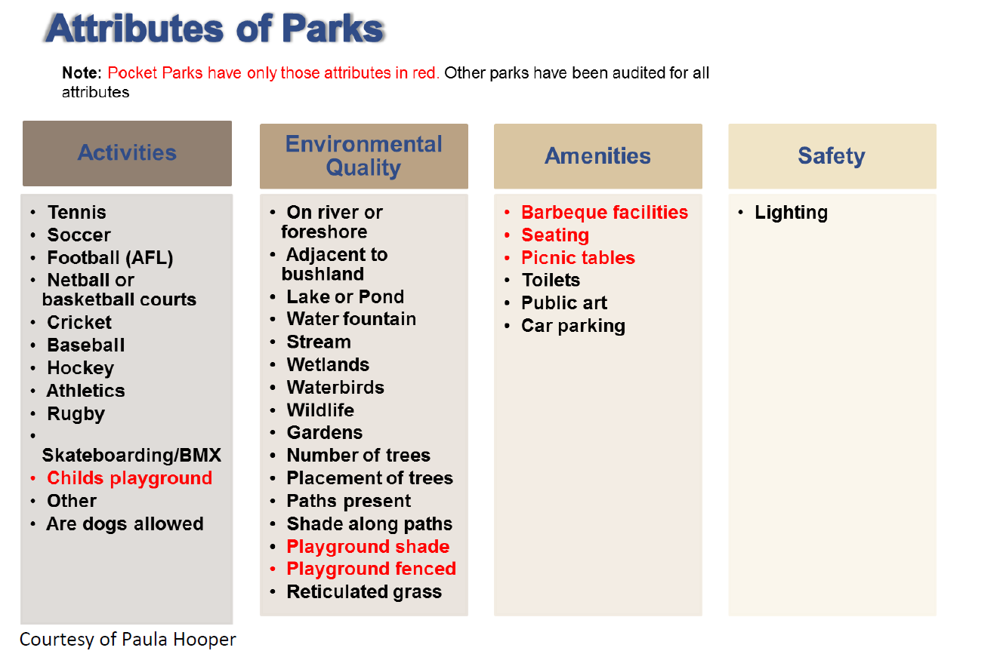 Attributes of Parks
Note: Pocket Parks have only those attributes in red. Other parks have been audited for all
attributes
Activities
• Tennis
• Soccer
• Football (AFL)
• Netball or
basketball courts
• Cricket
• Baseball
• Hockey
• Athletics
• Rugby
•
Skateboarding/BMX
• Childs playground
• Other
• Are dogs allowed
Environmental
Quality
• On river or
foreshore
• Adjacent to
bushland
• Lake or Pond
• Water fountain
• Stream
• Wetlands
• Waterbirds
• Wildlife
• Gardens
• Number of trees
• Placement of trees
• Paths present
• Shade along paths
• Playground shade
• Playground fenced
• Reticulated grass
Amenities
• Barbeque facilities
• Seating
• Picnic tables
• Toilets
• Public art
• Car parking
Safety
• Lighting
Courtesy of Paula Hooper